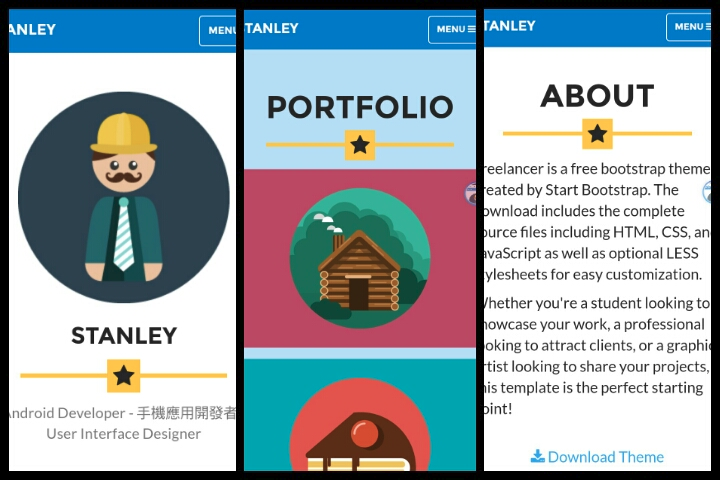 TANLEY
MENU
STANLEY
Android Developer - 手機應用開發者
User Interface Designer
TANLEY
MENU
PORTFOLIO
TANLEY
MENU
ABOUT
reelancer is a free bootstrap theme
reated by Start Bootstrap. The
ownload includes the complete
ource files including HTML, CSS, and
avaScript as well as optional LESS
tylesheets for easy customization.
Whether you're a student looking to
howcase your work, a professional
ooking to attract clients, or a graphic
rtist looking to share your projects,
his template is the perfect starting
oint!
Download Theme